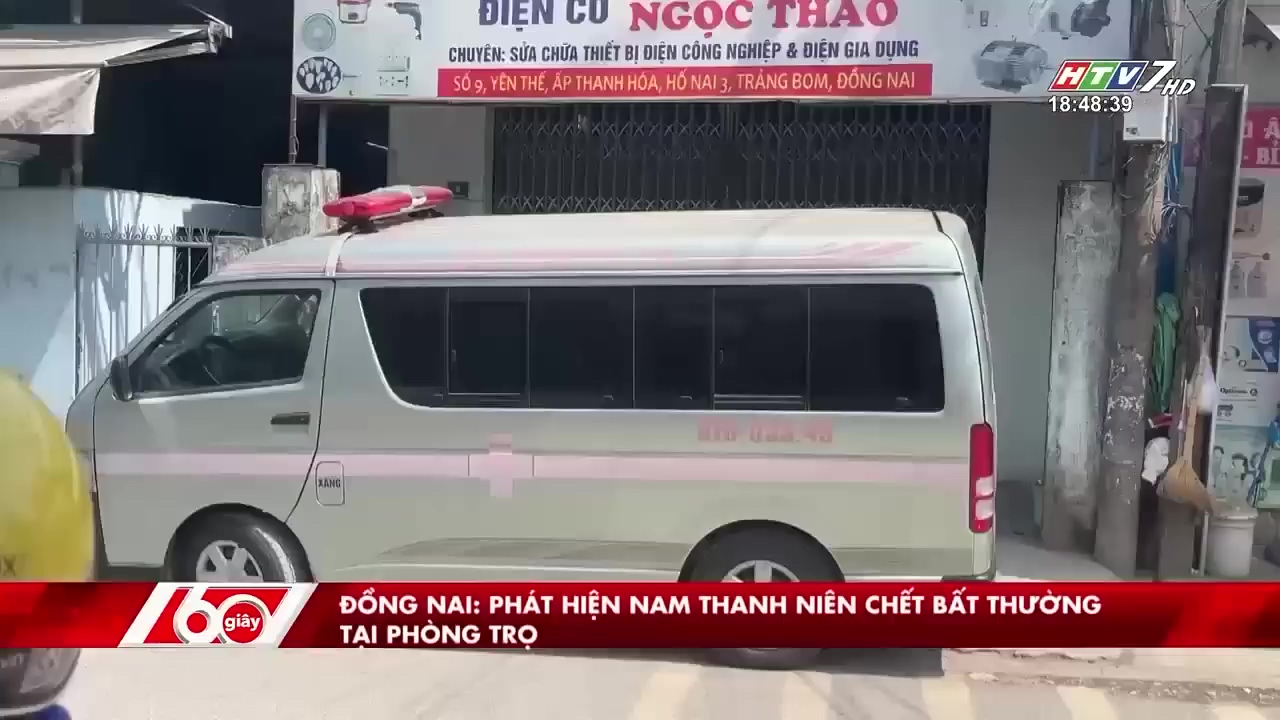 ĐIỆN CƠ NGỌC THẢO
CHUYÊN: SỬA CHỮA THIẾT BỊ ĐIỆN CÔNG NGHIỆP & ĐIỆN GIA DỤNG
SỐ 9, YÊN THẾ, ẤP THANH HÓA, HỐ NAI 3, TRẢNG BOM, ĐỒNG NAI
HTV7 HD
18:48:39
XĂNG
60 giây
ĐỒNG NAI: PHÁT HIỆN NAM THANH NIÊN CHẾT BẤT THƯỜNG
TẠI PHÒNG TRỌ